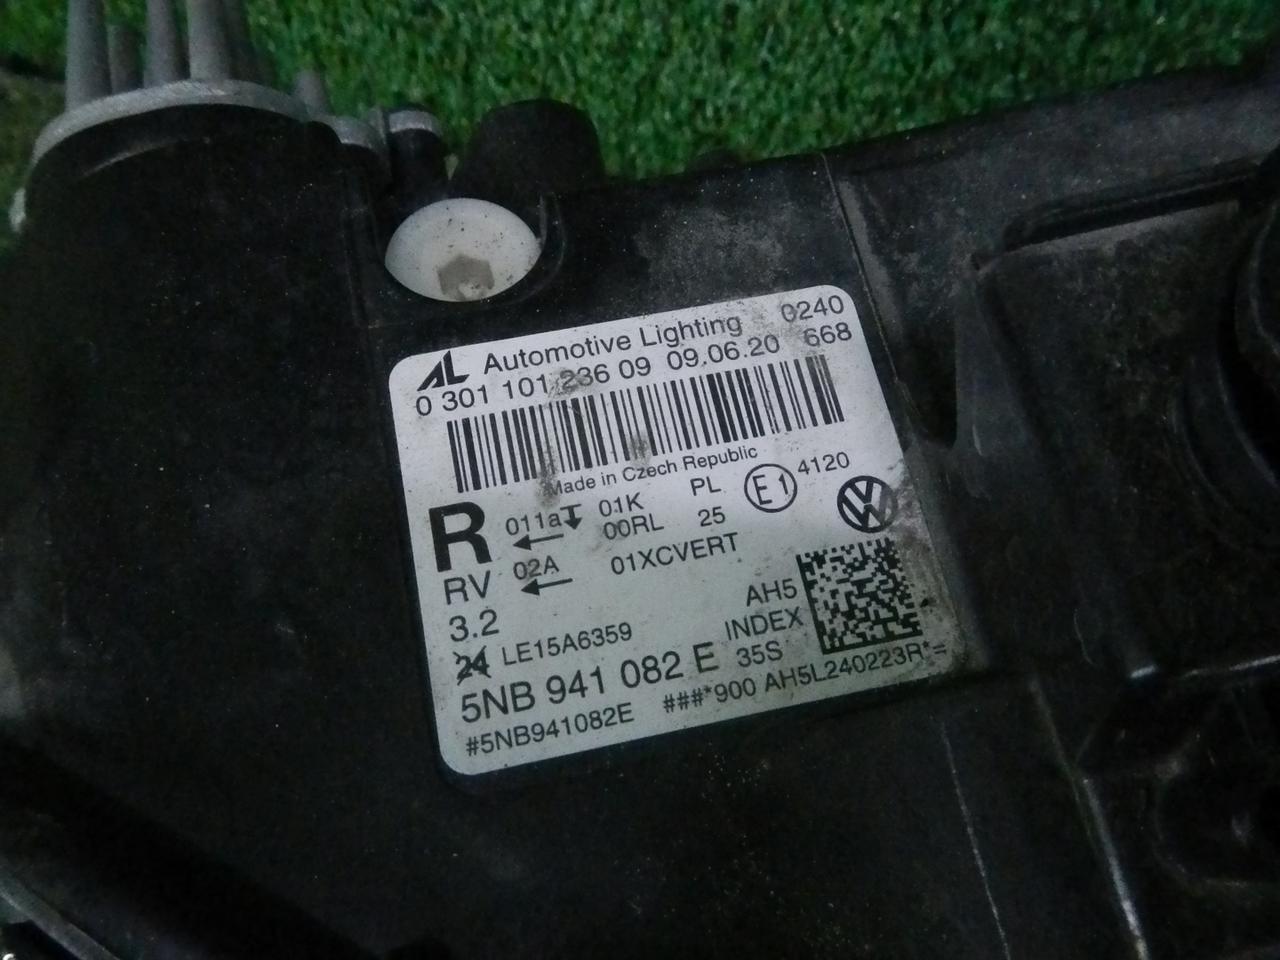 AL Automotive Lighting 0240
0 301 101 236 09 09.06.20 668
Made in Czech Republic
R 011a 01K PL E1 4120
00RL 25
RV 02A 01XCVERT
3.2
24 LE15A6359 AH5
INDEX
5NB 941 082 E 35S
#5NB941082E ###*900 AH5L240223R*=
VW